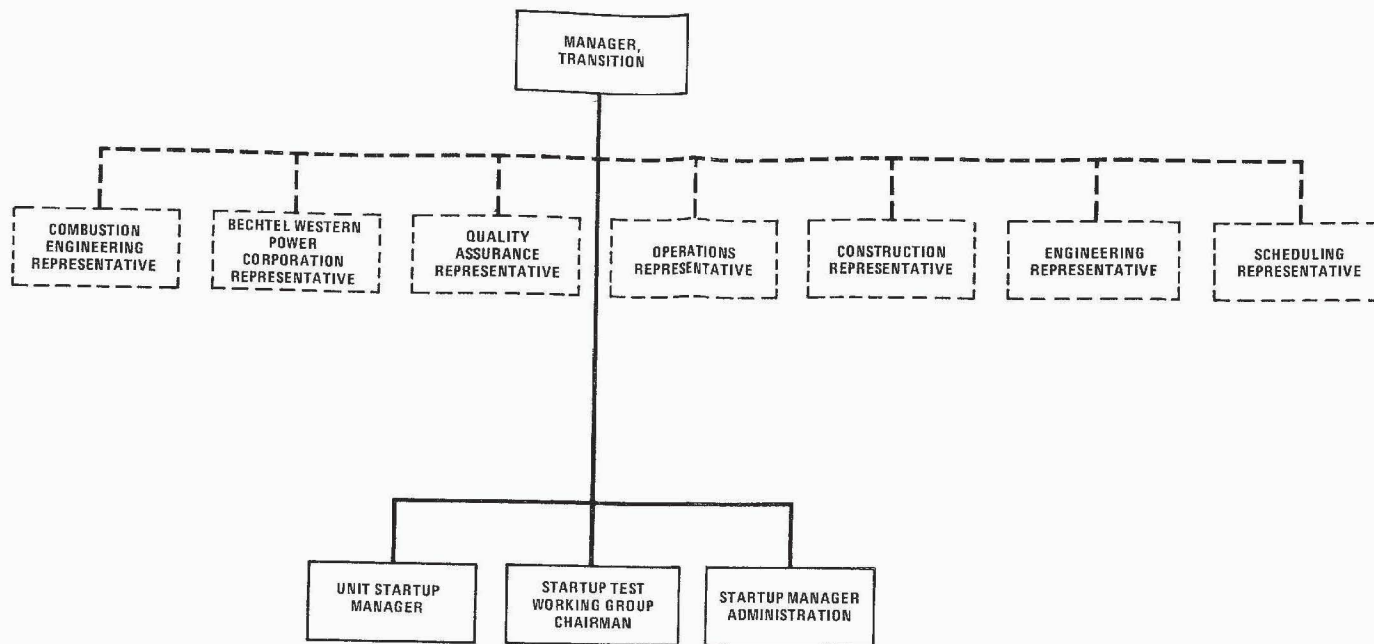 MANAGER,
TRANSITION
COMBUSTION
ENGINEERING
REPRESENTATIVE
BECHTEL WESTERN
POWER
CORPORATION
REPRESENTATIVE
QUALITY
ASSURANCE
REPRESENTATIVE
OPERATIONS
REPRESENTATIVE
CONSTRUCTION
REPRESENTATIVE
ENGINEERING
REPRESENTATIVE
SCHEDULING
REPRESENTATIVE
UNIT STARTUP
MANAGER
STARTUP TEST
WORKING GROUP
CHAIRMAN
STARTUP MANAGER
ADMINISTRATION